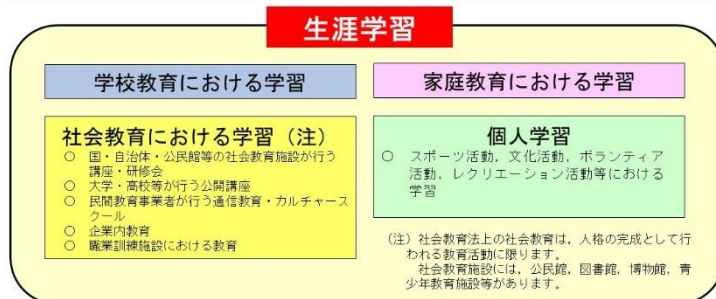 生涯学習
学校教育における学習
家庭教育における学習
社会教育における学習（注）
○ 国・自治体・公民館等の社会教育施設が行う
講座・研修会
○ 大学・高校等が行う公開講座
○ 民間教育事業者が行う通信教育・カルチャース
クール
○ 企業内教育
○ 職業訓練施設における教育
個人学習
○ スポーツ活動，文化活動，ボランティア
活動，レクリエーション活動等における
学習
（注）社会教育法上の社会教育は，人格の完成として行
われる教育活動に限ります。
社会教育施設には，公民館，図書館，博物館，青
少年教育施設等があります。